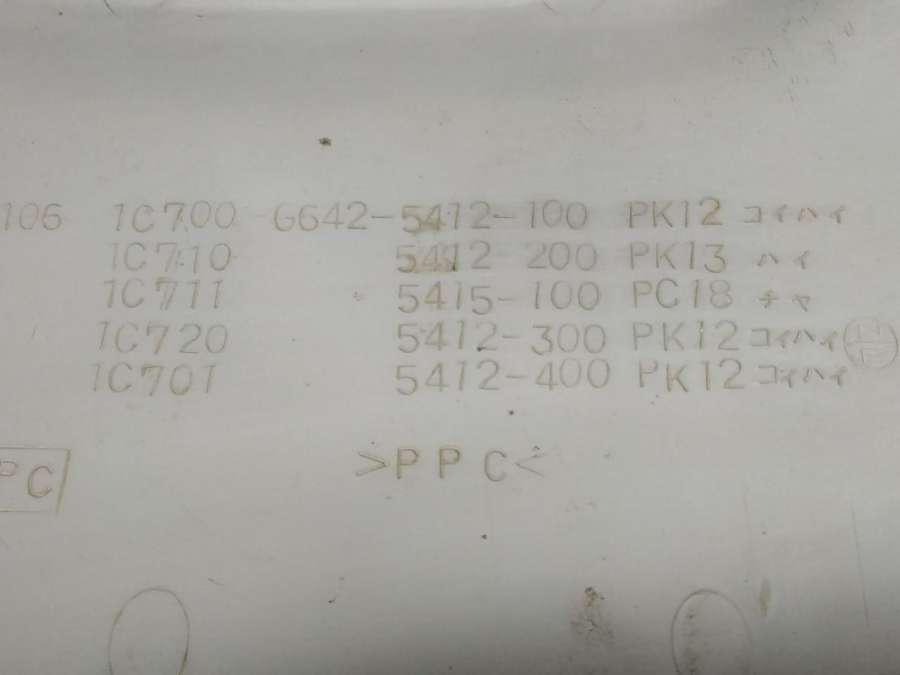 106 1C700 G642-5412-100 PK12 コイハイ
1C710 5412 200 PK13 ハイ
1C711 5415-100 PC18 チャ
1C720 5412-300 PK12 コイハイ
1C701 5412-400 PK12 コイハイ
>PPC<
PC